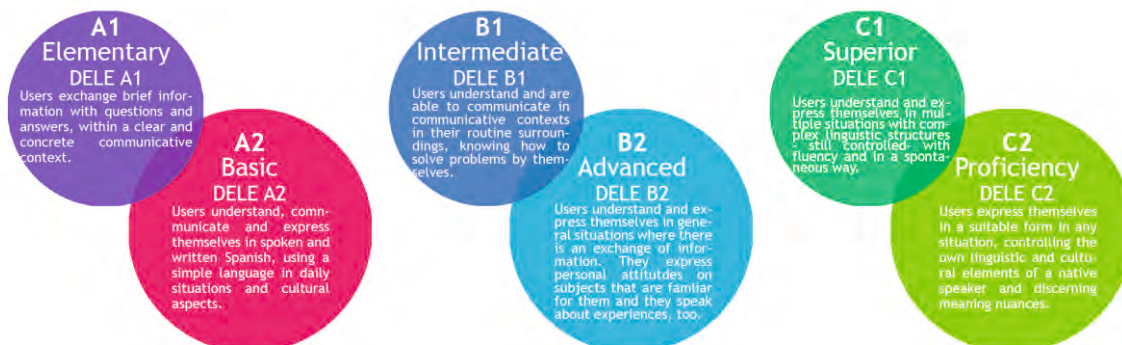 A1
Elementary
DELE A1
Users exchange brief infor-
mation with questions and
answers, within a clear and
concrete communicative
context.
A2
Basic
DELE A2
Users understand, comn-
municate and express
themselves in spoken and
written Spanish, using a
simple language in daily
situations and cultural
aspects.
B1
Intermediate
DELE B1
Users understand and are
able to communicate in
communicative contexts
in their routine surroun-
dings, knowing how to
solve problems by them-
selves.
B2
Advanced
DELE B2
Users understand and ex-
press themselves in gene-
ral situations where there
is an exchange of infor-
mation. They express
personal attitutdes on
subjects that are famliar
for them and they speak
about experiences, too.
C1
Superior
DELE C1
Users understand and ex-
press themselves in mul-
tiple situations with com-
plex linguistic structures
- still controlled- with
fluency and in a sponta-
neous way.
C2
Proficiency
DELE C2
Users express themselves
in a suitable form in any
situation, controlling the
own linguistic and cultu-
ral elements of a native
speaker and discerning
meaning nuances.